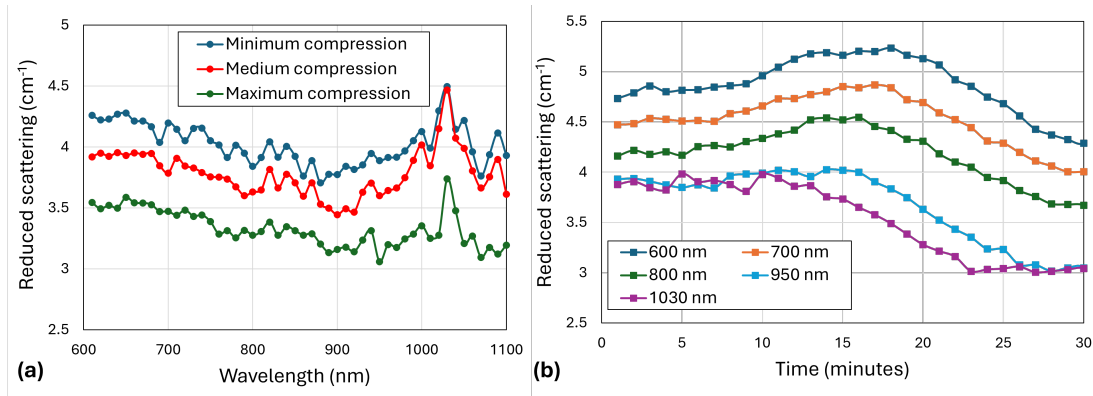 5
4.5
4
3.5
3
2.5
Reduced scattering (cm-1)
Minimum compression
Medium compression
Maximum compression
600 700 800 900 1000 1100
Wavelength (nm)
(a)
5.5
5
4.5
4
3.5
3
2.5
Reduced scattering (cm-1)
600 nm 700 nm
800 nm 950 nm
1030 nm
0 5 10 15 20 25 30
Time (minutes)
(b)